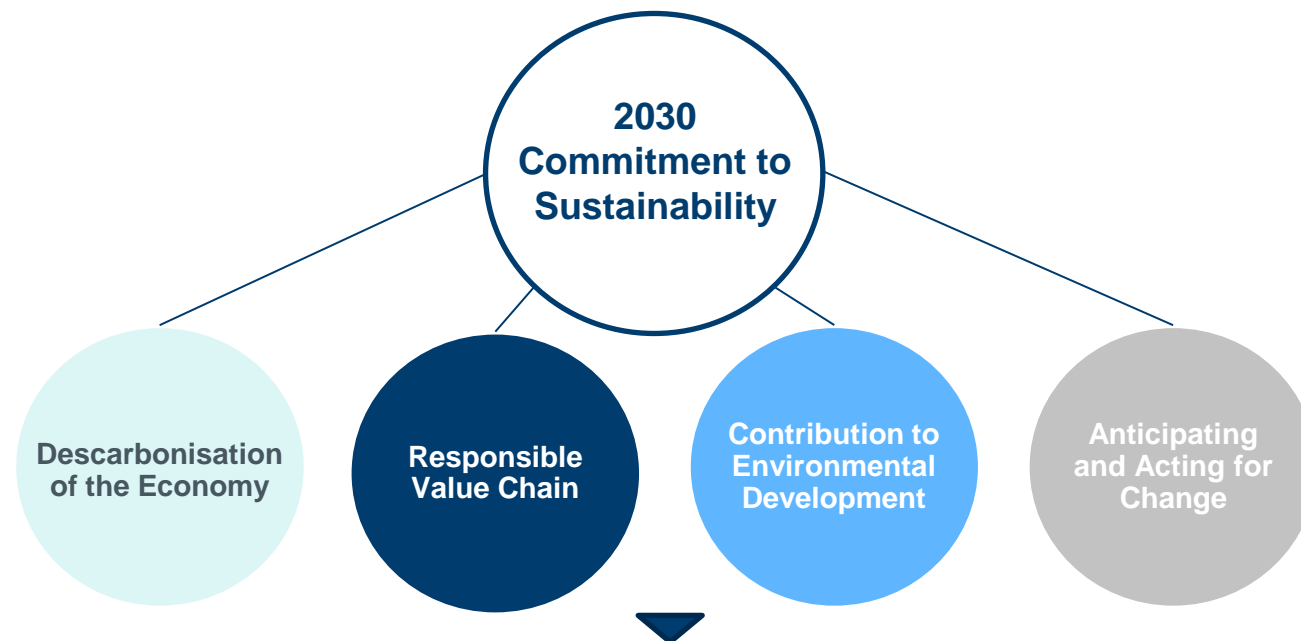 2030
Commitment to
Sustainability
Descarbonisation
of the Economy
Responsible
Value Chain
Contribution to
Environmental
Development
Anticipating
and Acting for
Change